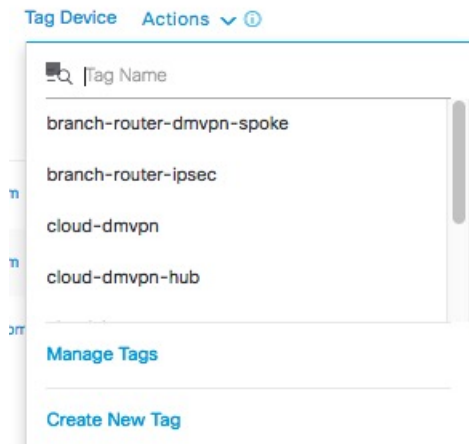 Tag Device Actions
Tag Name
branch-router-dmvpn-spoke
branch-router-ipsec
cloud-dmvpn
cloud-dmvpn-hub
Manage Tags
Create New Tag